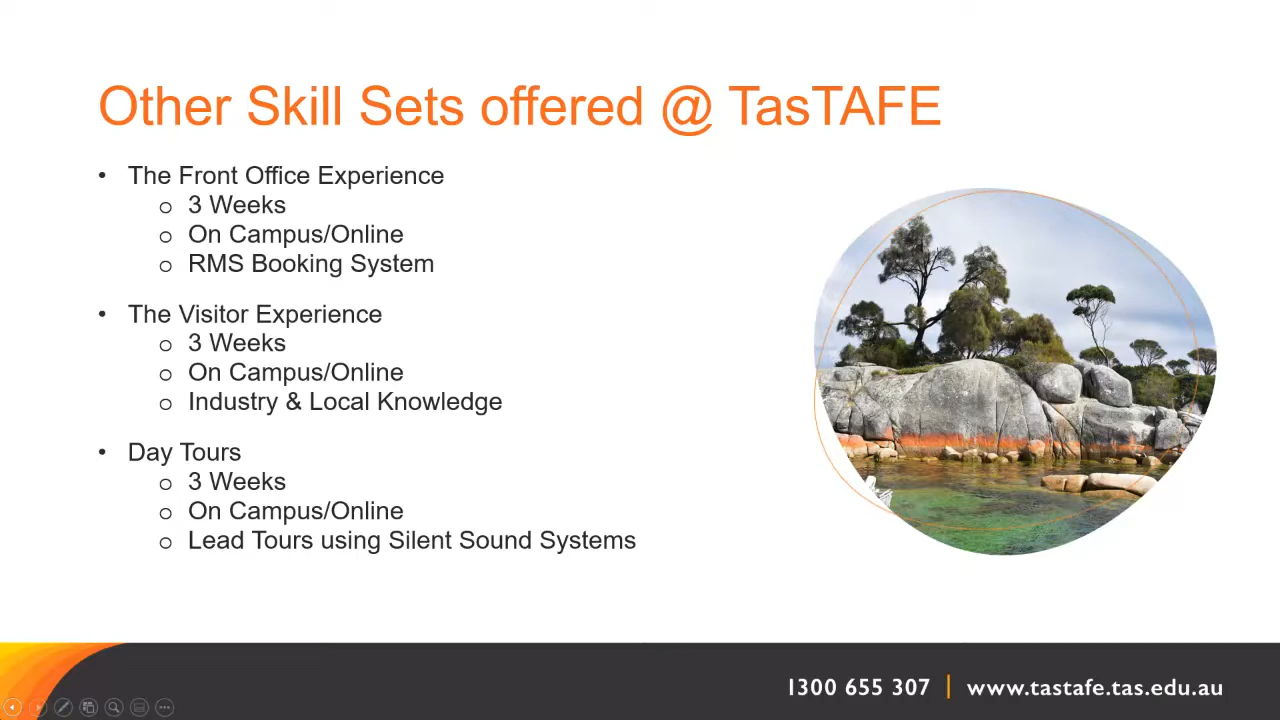 Other Skill Sets offered @ TasTAFE
• The Front Office Experience
o 3 Weeks
o On Campus/Online
o RMS Booking System
• The Visitor Experience
o 3 Weeks
o On Campus/Online
o Industry & Local Knowledge
• Day Tours
o 3 Weeks
o On Campus/Online
o Lead Tours using Silent Sound Systems
1300 655 307 | www.tastafe.tas.edu.au